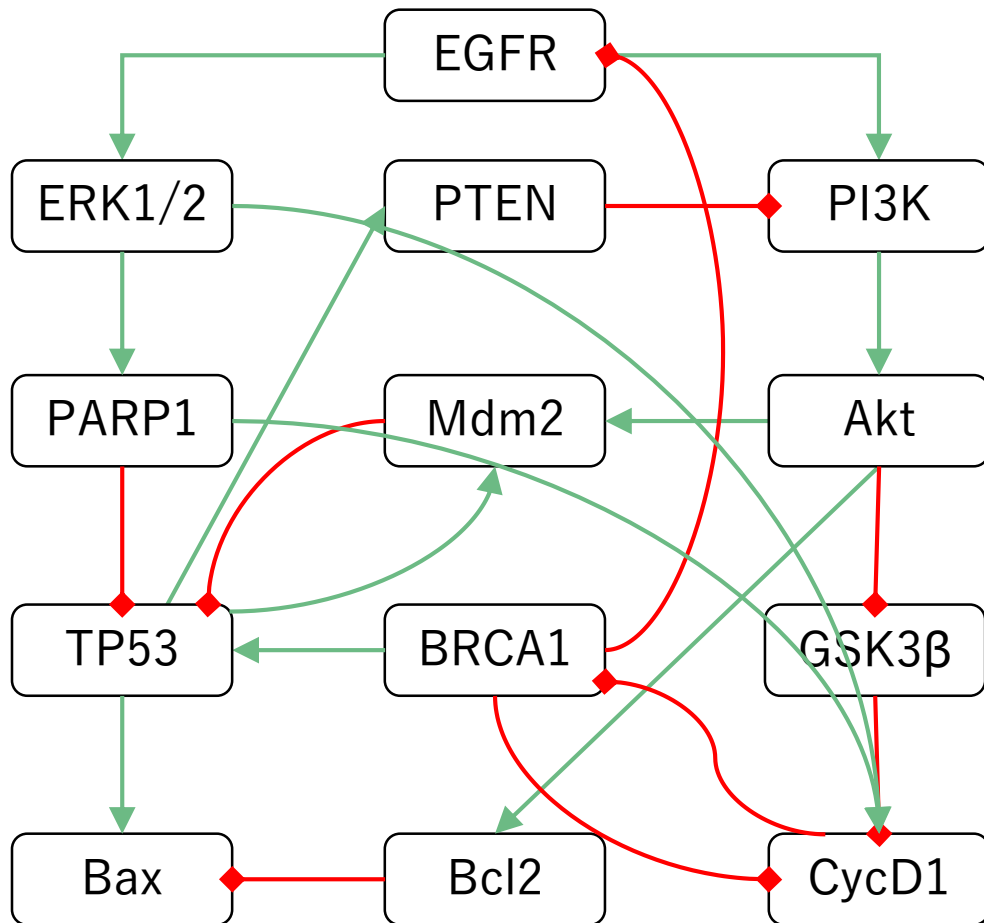 EGFR
ERK1/2
PTEN
PI3K
PARP1
Mdm2
Akt
TP53
BRCA1
GSK3β
Bax
Bcl2
CycD1